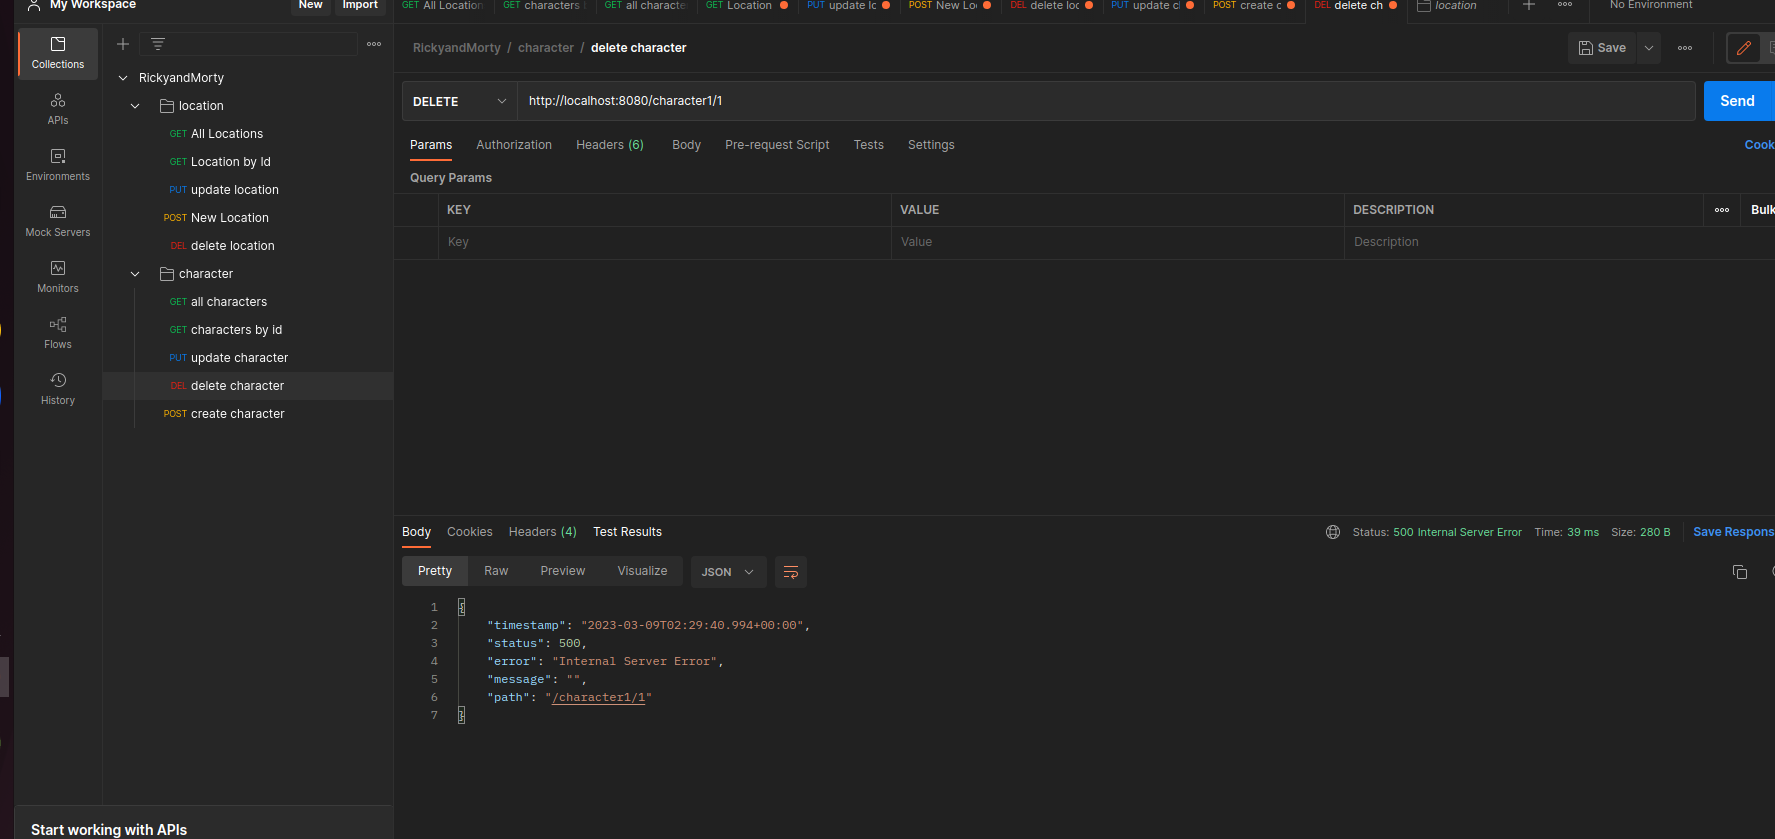 My Workspace
New
Import
GET All Location
GET characters
GET all characte
GET Location
PUT update lo
POST New Lo
DEL delete loc
PUT update cl
POST create c
DEL delete ch
location
No Environment
Collections
APIs
Environments
Mock Servers
Monitors
Flows
History
RickyandMorty
location
GET All Locations
GET Location by Id
PUT update location
POST New Location
DEL delete location
character
GET all characters
GET characters by id
PUT update character
DEL delete character
POST create character
Start working with APIs
RickyandMorty / character / delete character
Save
DELETE
http://localhost:8080/character1/1
Send
Params
Authorization
Headers (6)
Body
Pre-request Script
Tests
Settings
Cook
Query Params
KEY
VALUE
DESCRIPTION
Bulk
Key
Value
Description
Body
Cookies
Headers (4)
Test Results
Status: 500 Internal Server Error
Time: 39 ms
Size: 280 B
Save Respons
Pretty
Raw
Preview
Visualize
JSON
1 {
2 "timestamp": "2023-03-09T02:29:40.994+00:00",
3 "status": 500,
4 "error": "Internal Server Error",
5 "message": "",
6 "path": "/character1/1"
7 }